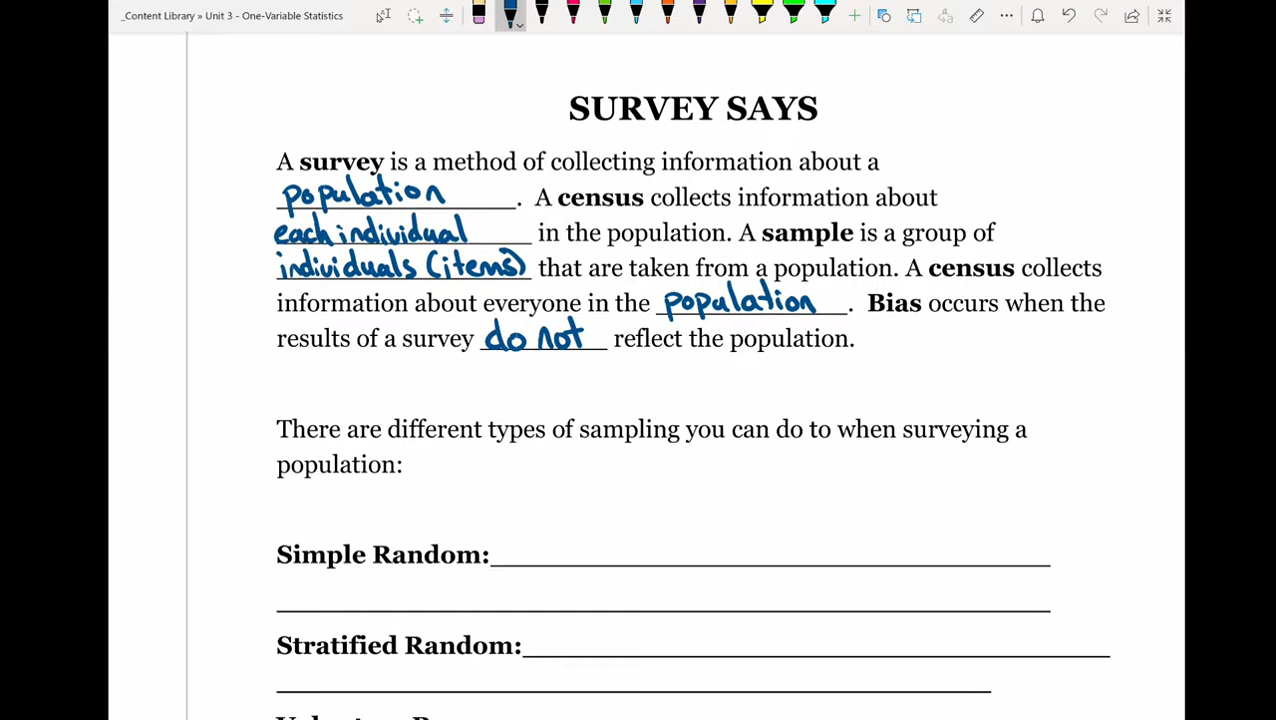 _Content Library » Unit 3 - One-Variable Statistics
SURVEY SAYS
A survey is a method of collecting information about a
population. A census collects information about
each individual in the population. A sample is a group of
individuals (items) that are taken from a population. A census collects
information about everyone in the population. Bias occurs when the
results of a survey do not reflect the population.
There are different types of sampling you can do to when surveying a
population:
Simple Random:
Stratified Random: